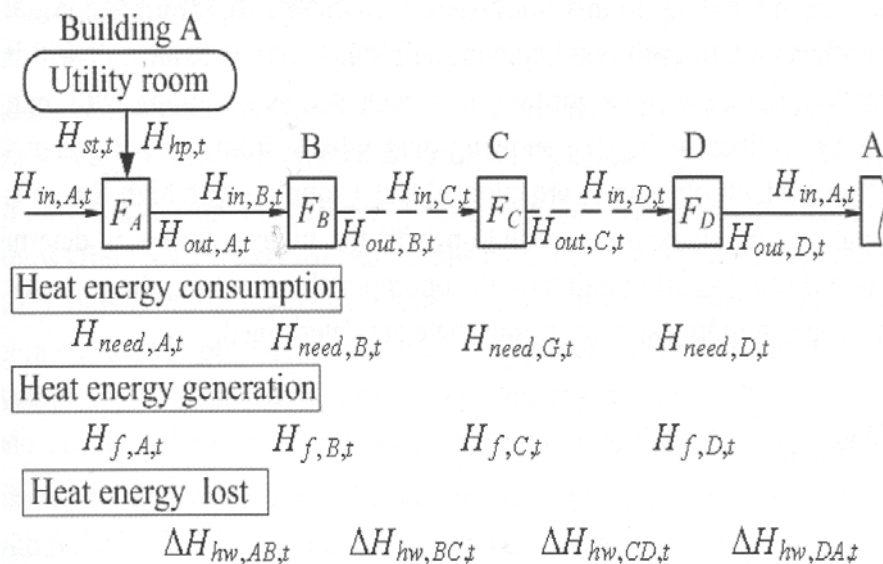 Building A
Utility room
H_{st,t} H_{hp,t} B C D A
H_{in,A,t} H_{in,B,t} H_{in,C,t} H_{in,D,t} H_{in,A,t}
F_A F_B F_C F_D
H_{out,A,t} H_{out,B,t} H_{out,C,t} H_{out,D,t}
Heat energy consumption
H_{need,A,t} H_{need,B,t} H_{need,G,t} H_{need,D,t}
Heat energy generation
H_{f,A,t} H_{f,B,t} H_{f,C,t} H_{f,D,t}
Heat energy lost
ΔH_{hw,AB,t} ΔH_{hw,BC,t} ΔH_{hw,CD,t} ΔH_{hw,DA,t}